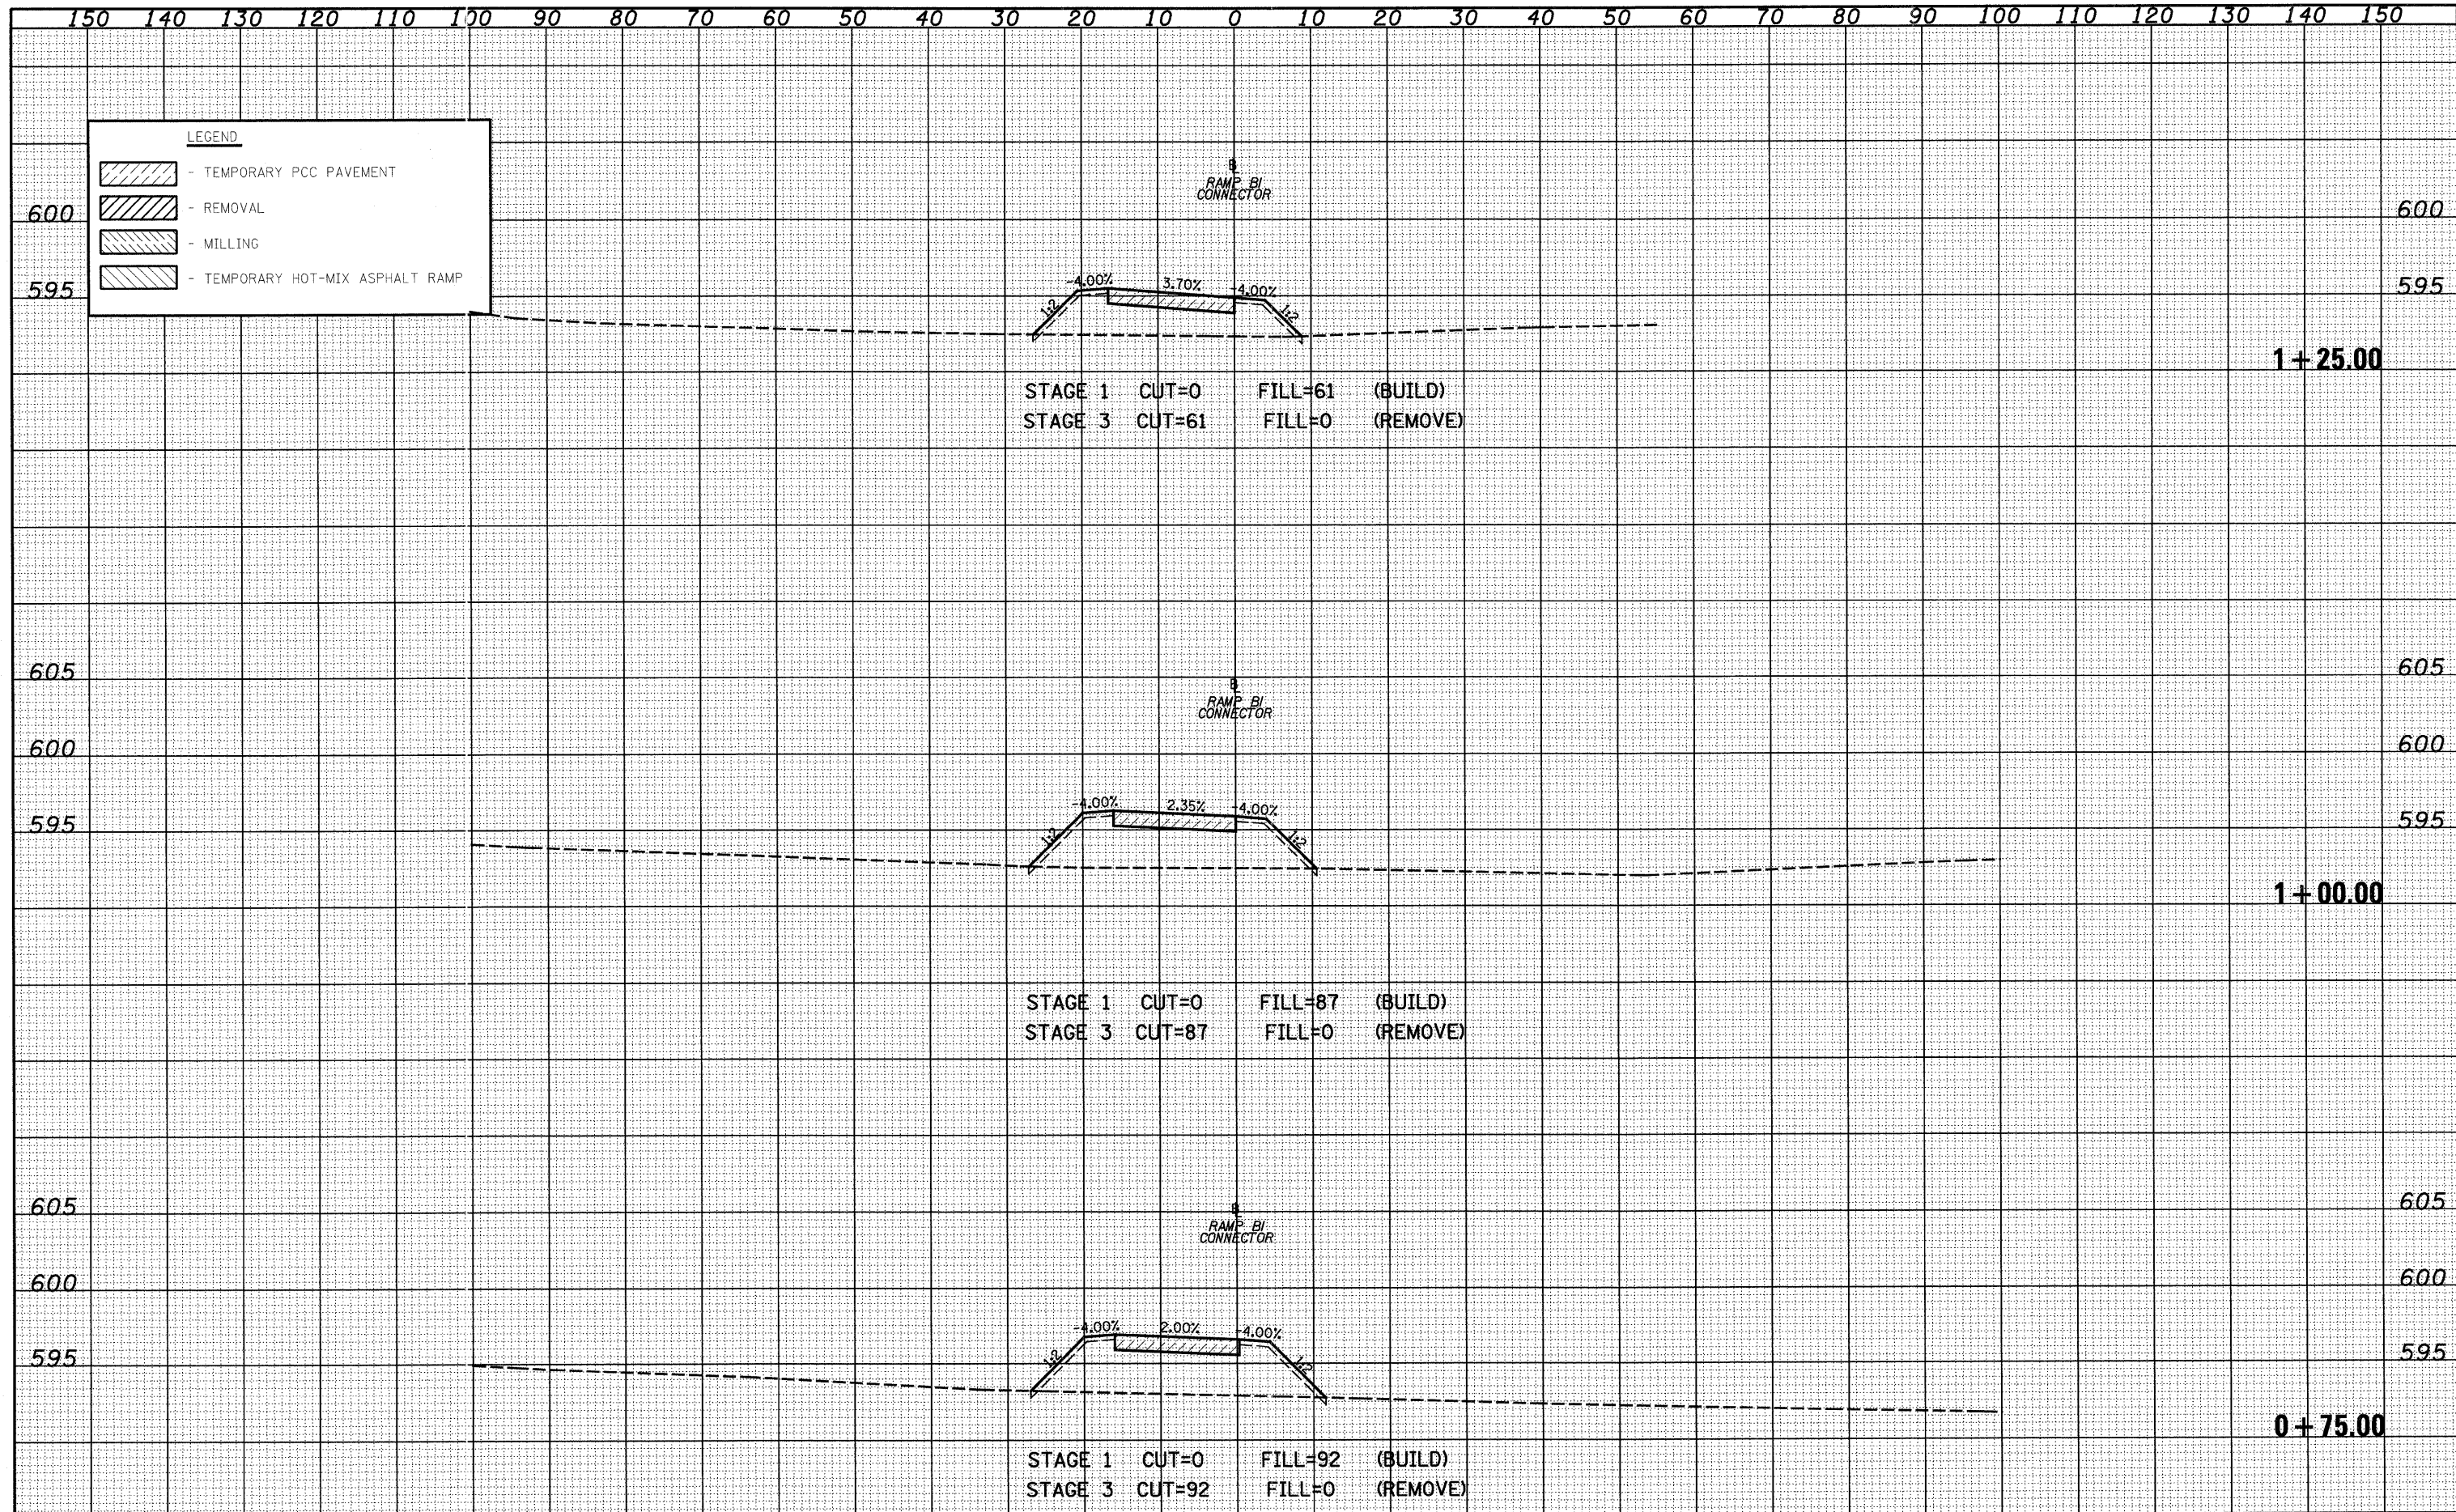 150 140 130 120 110 100 90 80 70 60 50 40 30 20 10 0 10 20 30 40 50 60 70 80 90 100 110 120 130 140 150
LEGEND
- TEMPORARY PCC PAVEMENT
- REMOVAL
- MILLING
- TEMPORARY HOT-MIX ASPHALT RAMP
RAMP B1
CONNECTOR
600 600
-4.00% 3.70% -4.00%
595 595
1:2 1:2
1+25.00
STAGE 1 CUT=0 FILL=61 (BUILD)
STAGE 3 CUT=61 FILL=0 (REMOVE)
605 605
RAMP B1
CONNECTOR
600 600
-4.00% 2.35% -4.00%
595 595
1:2 1:2
1+00.00
STAGE 1 CUT=0 FILL=87 (BUILD)
STAGE 3 CUT=87 FILL=0 (REMOVE)
605 605
RAMP B1
CONNECTOR
600 600
-4.00% 2.00% -4.00%
595 595
1:2 1:2
0+75.00
STAGE 1 CUT=0 FILL=92 (BUILD)
STAGE 3 CUT=92 FILL=0 (REMOVE)